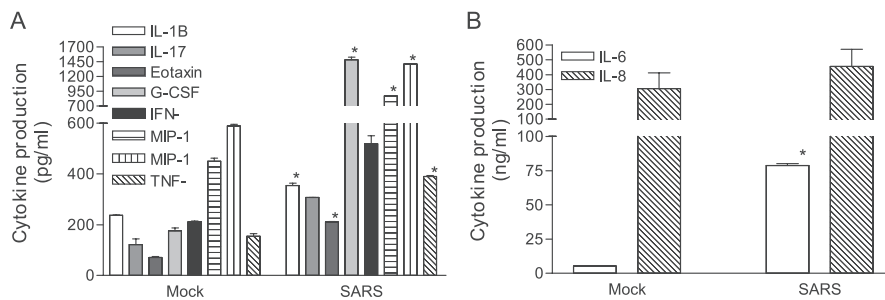 A
Cytokine production
(pg/ml)
1700
1450
1200
950
700
600
400
200
0
IL-1B
IL-17
Eotaxin
G-CSF
IFN-
MIP-1
MIP-1
TNF-
*
*
*
*
*
*
Mock
SARS
B
Cytokine production
(ng/ml)
600
500
400
300
200
100
100
75
50
25
0
IL-6
IL-8
*
Mock
SARS